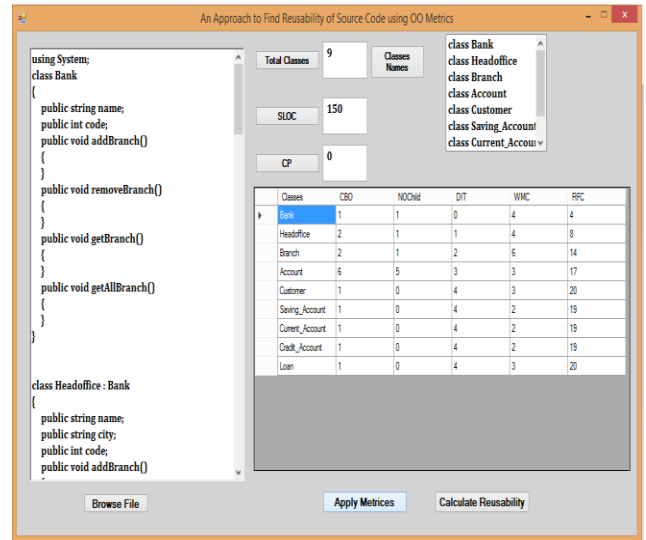 An Approach to Find Reusability of Source Code using OO Metrics
using System;
class Bank
{
public string name;
public int code;
public void addBranch()
{
}
public void removeBranch()
{
}
public void getBranch()
{
}
public void getAllBranch()
{
}
}
class Headoffice : Bank
{
public string name;
public string city;
public int code;
public void addBranch()
Browse File
Total Classes 9
Classes
Names
class Bank
class Headoffice
class Branch
class Account
class Customer
class Saving_Account
class Current_Accoun
SLOC 150
CP 0
Classes CBO NOChild DIT WMC RFC
Bank 1 1 0 4 4
Headoffice 2 1 1 4 8
Branch 2 1 2 6 14
Account 6 5 3 3 17
Customer 1 0 4 3 20
Saving_Account 1 0 4 2 19
Current_Account 1 0 4 2 19
Cradit_Account 1 0 4 2 19
Loan 1 0 4 3 20
Apply Metrices
Calculate Reusability